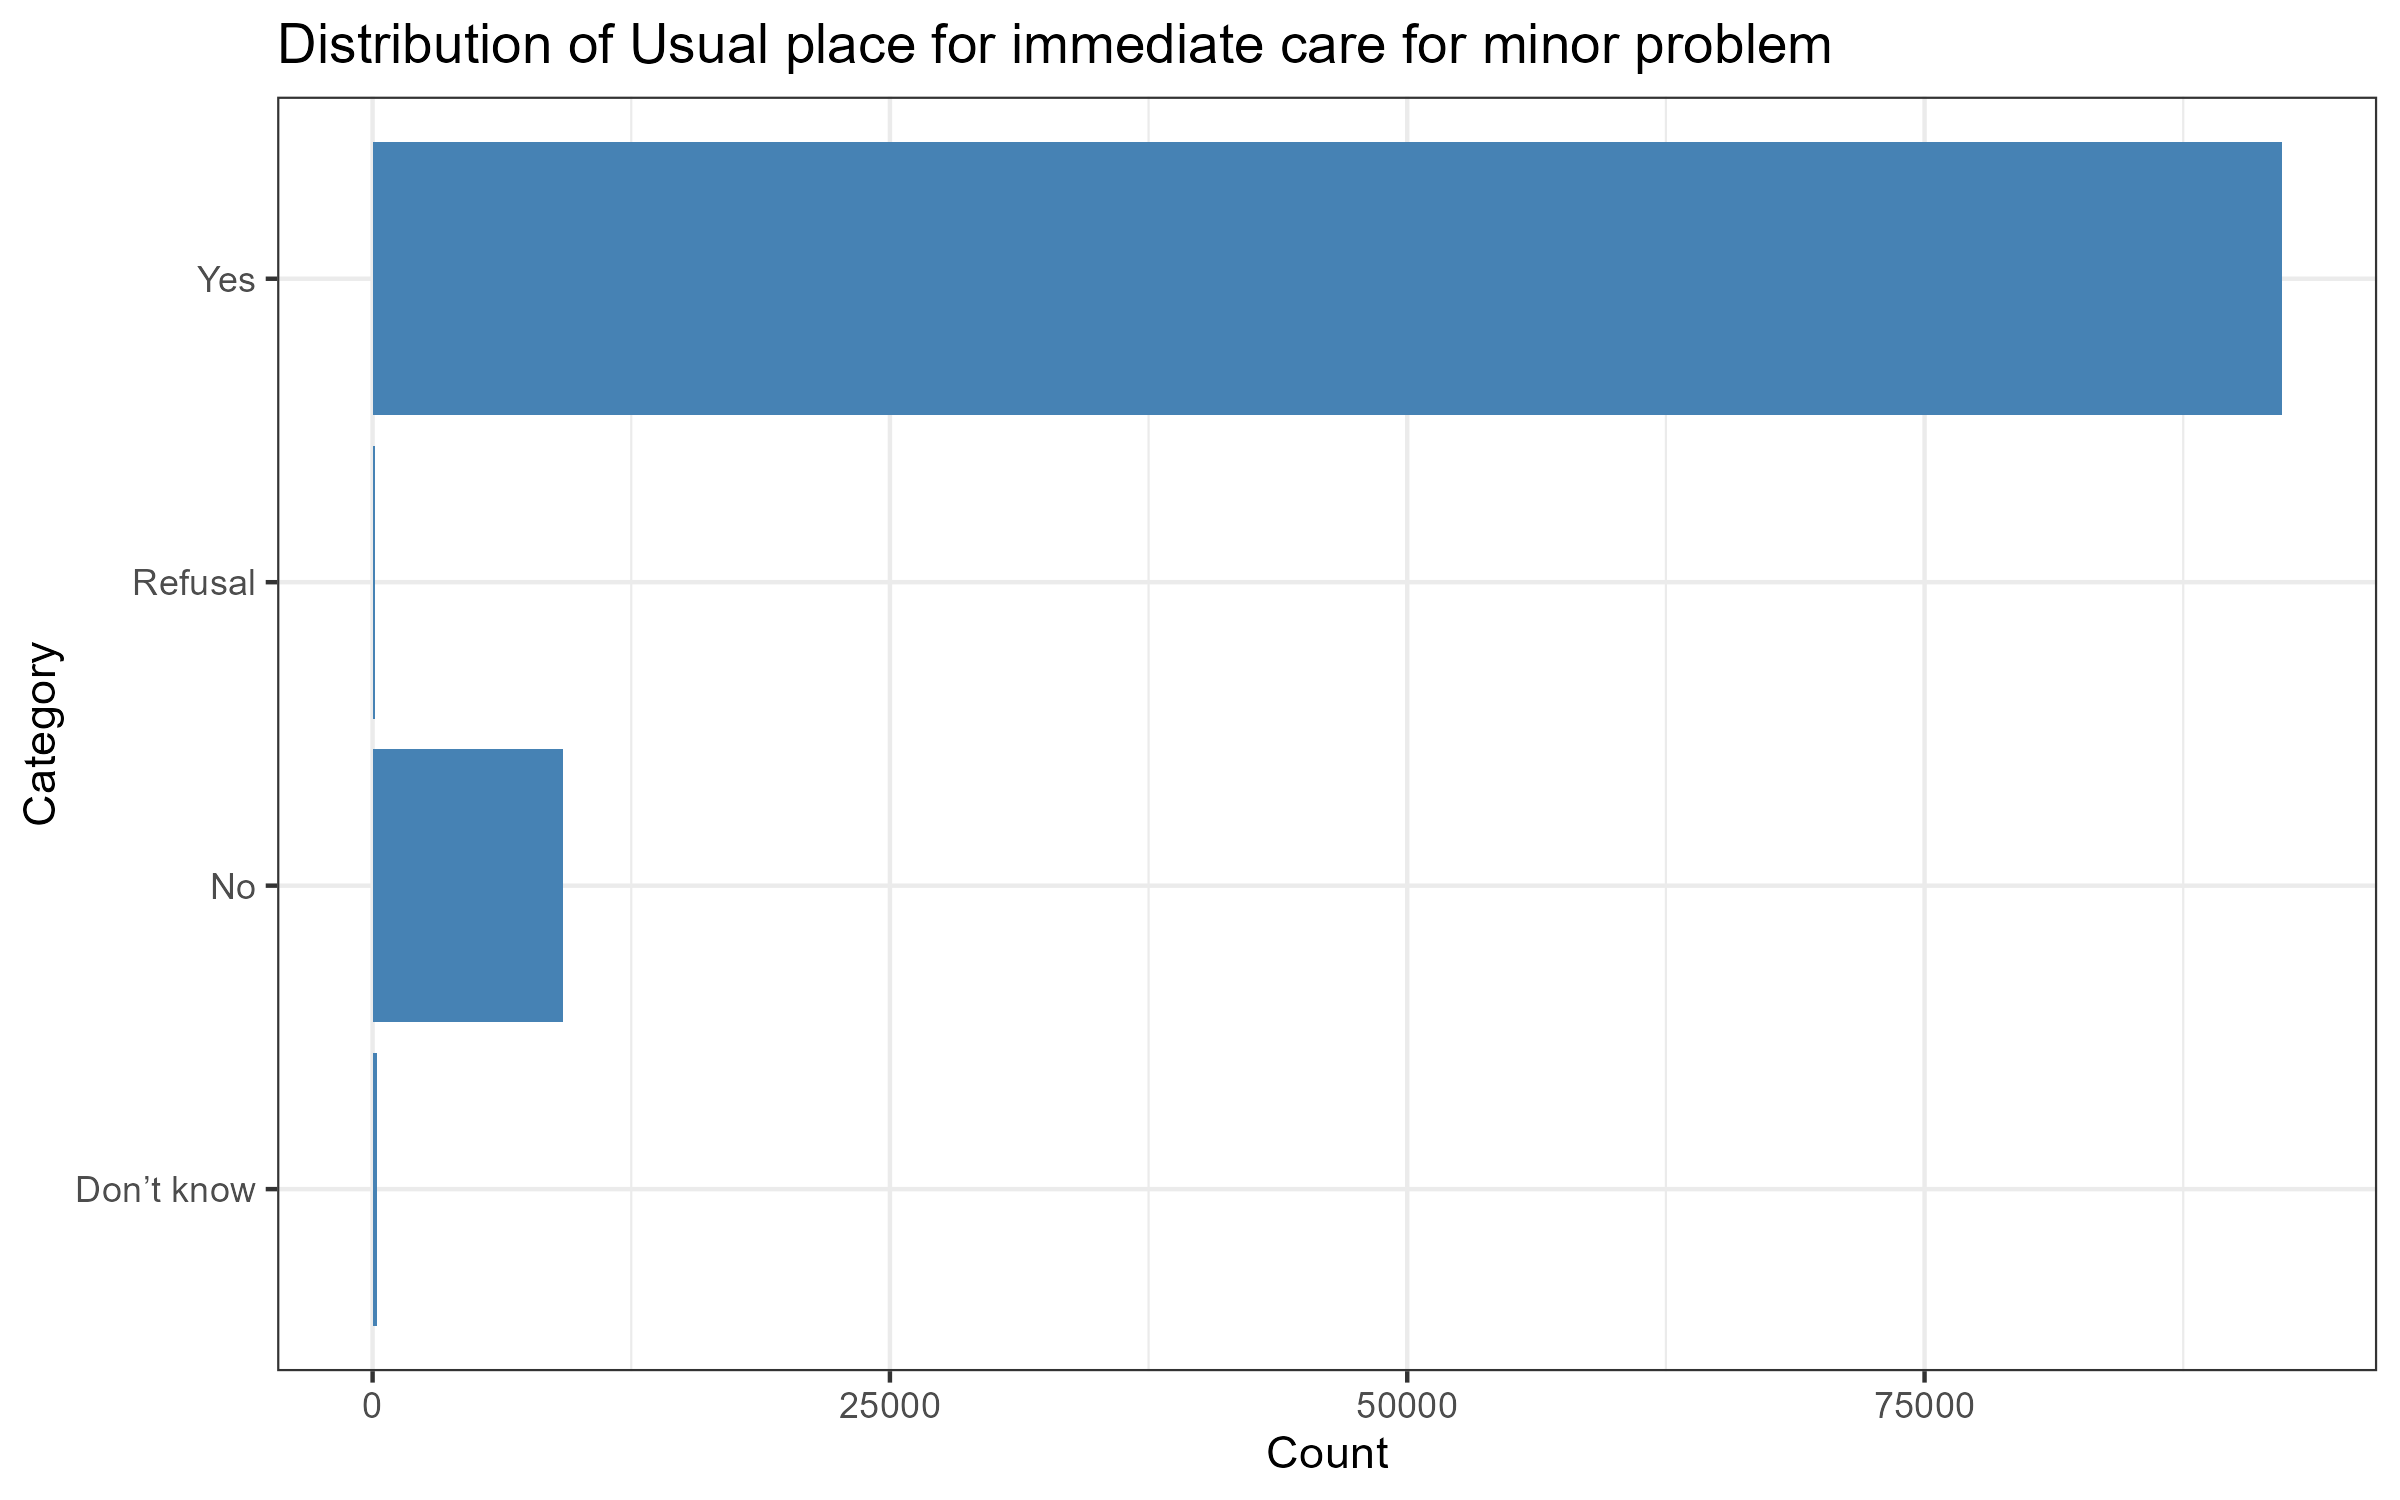 Distribution of Usual place for immediate care for minor problem
Category
Yes
Refusal
No
Don’t know
0 25000 50000 75000
Count